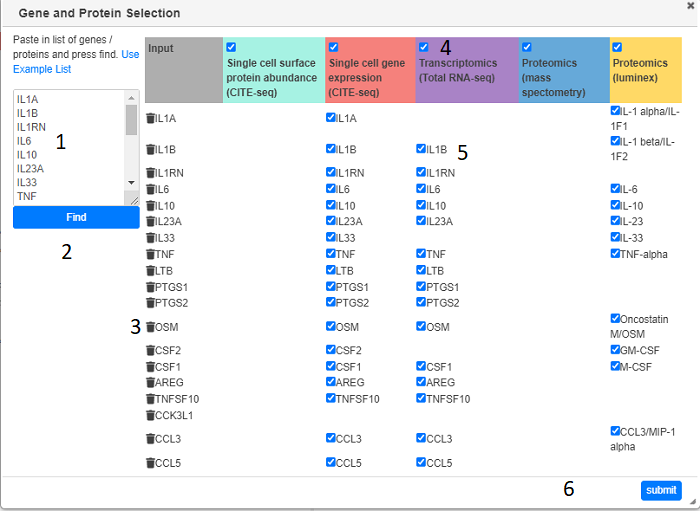 Gene and Protein Selection
Paste in list of genes /
proteins and press find. Use
Example List
IL1A
IL1B
IL1RN
IL6
IL10
IL23A
IL33
TNF
1
Find
2
3
4
5
6
Input
Single cell surface
protein abundance
(CITE-seq)
Single cell gene
expression
(CITE-seq)
Transcriptomics
(Total RNA-seq)
Proteomics
(mass
spectometry)
Proteomics
(luminex)
IL1A IL1A IL-1 alpha/IL-
1F1
IL1B IL1B IL1B IL-1 beta/IL-
1F2
IL1RN IL1RN IL1RN
IL6 IL6 IL6 IL-6
IL10 IL10 IL10 IL-10
IL23A IL23A IL23A IL-23
IL33 IL33 IL-33
TNF TNF TNF TNF-alpha
LTB LTB LTB
PTGS1 PTGS1 PTGS1
PTGS2 PTGS2 PTGS2
OSM OSM OSM Oncostatin
M/OSM
CSF2 CSF2 GM-CSF
CSF1 CSF1 CSF1 M-CSF
AREG AREG AREG
TNFSF10 TNFSF10 TNFSF10
CCK3L1
CCL3 CCL3 CCL3 CCL3/MIP-1
alpha
CCL5 CCL5 CCL5
submit